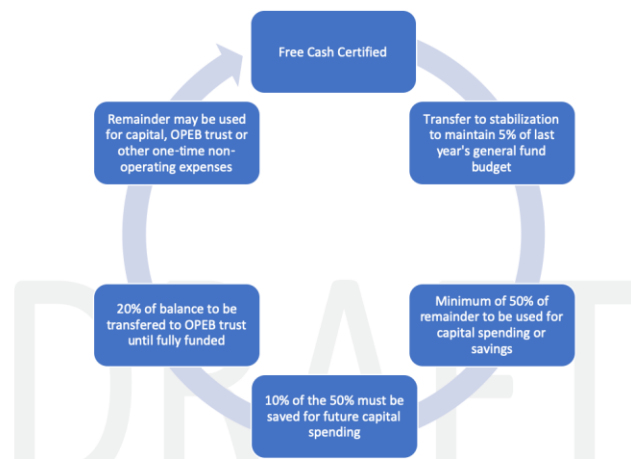 Free Cash Certified
Transfer to stabilization
to maintain 5% of last
year's general fund
budget
Minimum of 50% of
remainder to be used for
capital spending or
savings
10% of the 50% must be
saved for future capital
spending
20% of balance to be
transfered to OPEB trust
until fully funded
Remainder may be used
for capital, OPEB trust or
other one-time non-
operating expenses
DRAFT